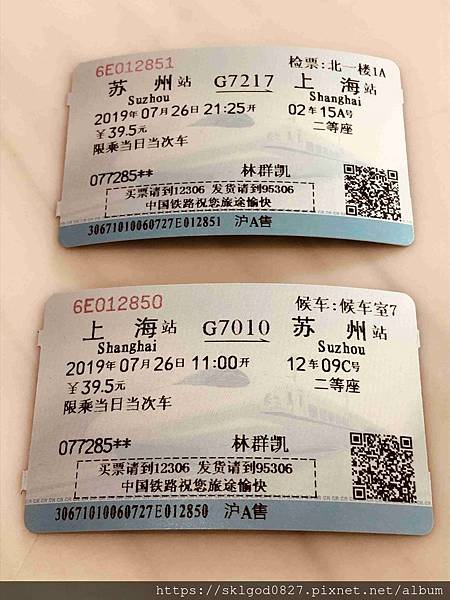 6E012851
检票:北一楼1A
苏州站 G7217 上海站
Suzhou Shanghai
2019年07月26日21:25开 02车15A号
￥39.5元 二等座
限乘当日当次车
077285** 林群凯
买票请到12306 发货请到95306
中国铁路祝您旅途愉快
30671010060727E012851 沪A售
6E012850
候车:候车室7
上海站 G7010 苏州站
Shanghai Suzhou
2019年07月26日11:00开 12车09C号
￥39.5元 二等座
限乘当日当次车
077285** 林群凯
买票请到12306 发货请到95306
中国铁路祝您旅途愉快
30671010060727E012850 沪A售
https://sklgod0827.pixnet.net/album